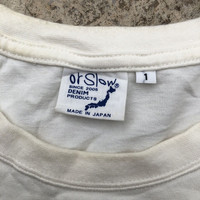 orSlow
SINCE 2005
DENIM
PRODUCTS
MADE IN JAPAN
1